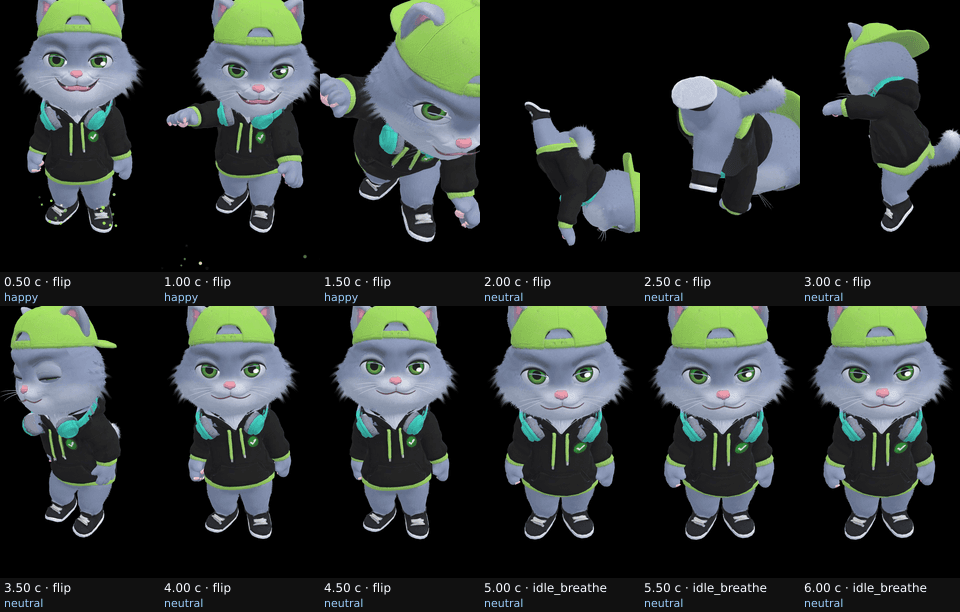 0.50 c · flip
happy
1.00 c · flip
happy
1.50 c · flip
happy
2.00 c · flip
neutral
2.50 c · flip
neutral
3.00 c · flip
neutral
3.50 c · flip
neutral
4.00 c · flip
neutral
4.50 c · flip
neutral
5.00 c · idle_breathe
neutral
5.50 c · idle_breathe
neutral
6.00 c · idle_breathe
neutral